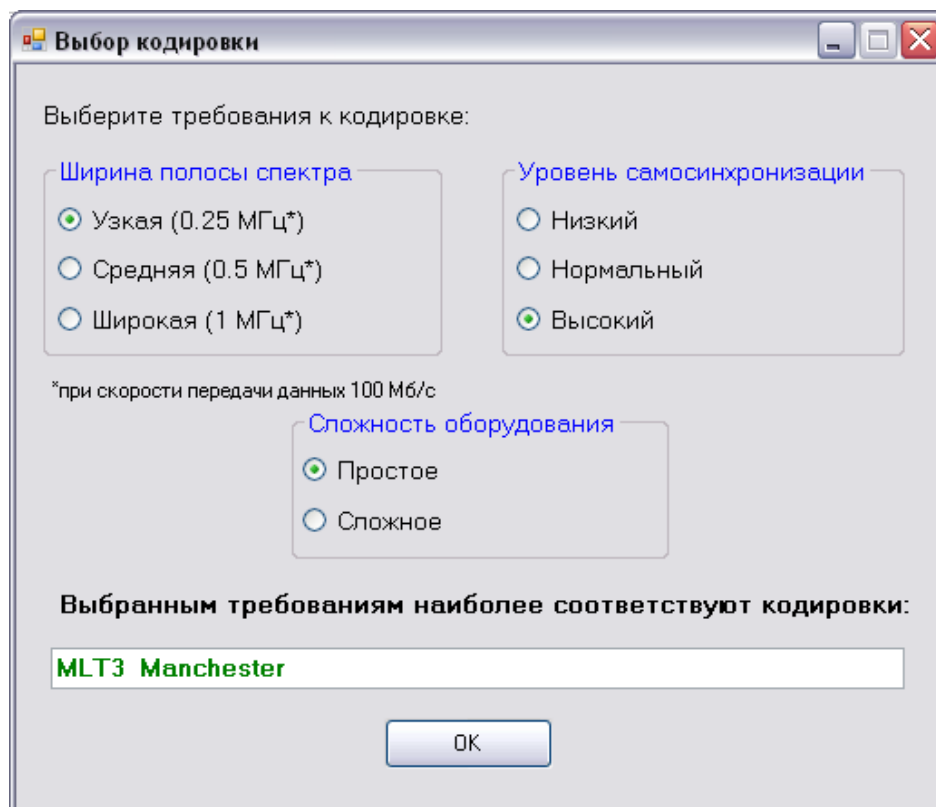 Выбор кодировки
Выберите требования к кодировке:
Ширина полосы спектра
Узкая (0.25 МГц*)
Средняя (0.5 МГц*)
Широкая (1 МГц*)
Уровень самосинхронизации
Низкий
Нормальный
Высокий
*при скорости передачи данных 100 Мб/с
Сложность оборудования
Простое
Сложное
Выбранным требованиям наиболее соответствуют кодировки:
MLT3 Manchester
OK